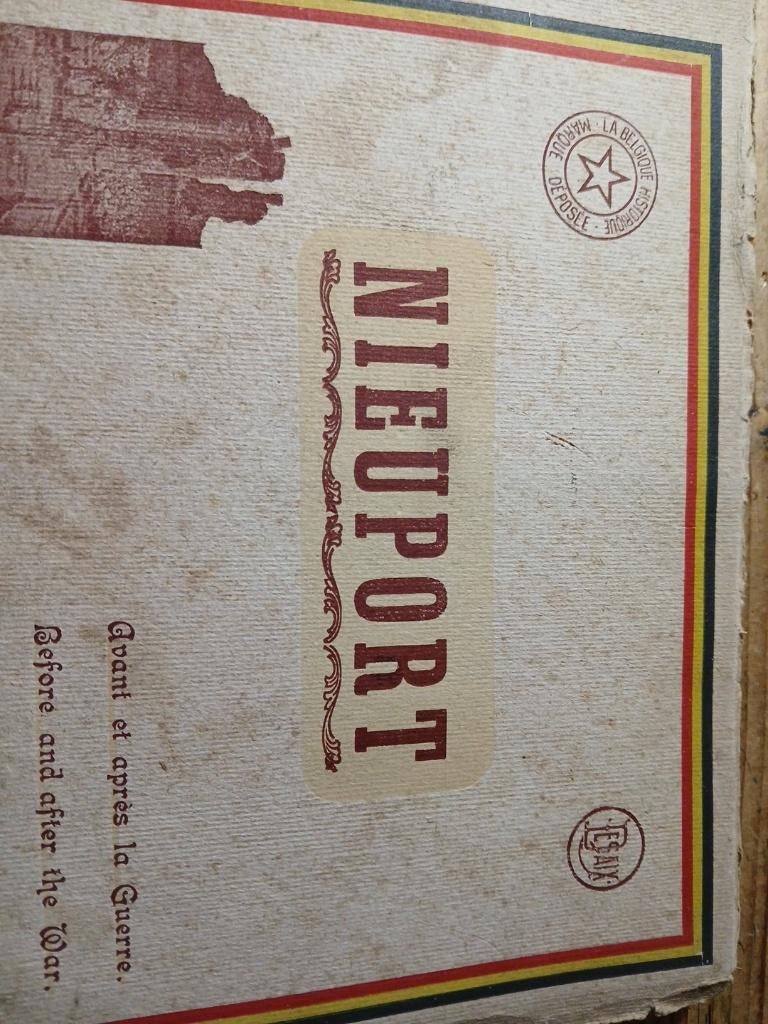 LA BELGIQUE HISTORIQUE · MARQUE DÉPOSÉE ·
DESAIX
NIEUPORT
Avant et après la Guerre.
Before and after the War.